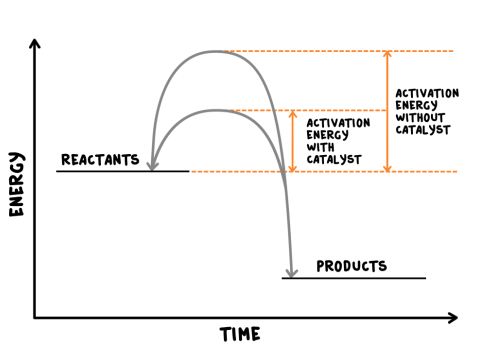 ACTIVATION
ENERGY
WITHOUT
CATALYST
ACTIVATION
ENERGY
WITH
CATALYST
REACTANTS
ENERGY
PRODUCTS
TIME